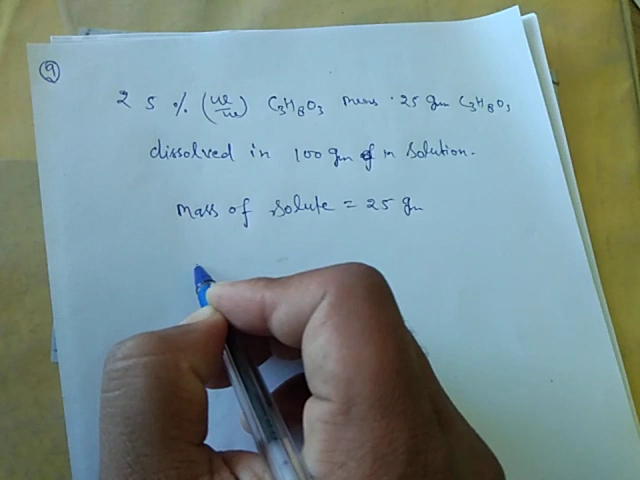 9
25 % (w/w) C3H8O3 means 25 gm C3H8O3
dissolved in 100 gm of in solution.
mass of solute = 25 gm